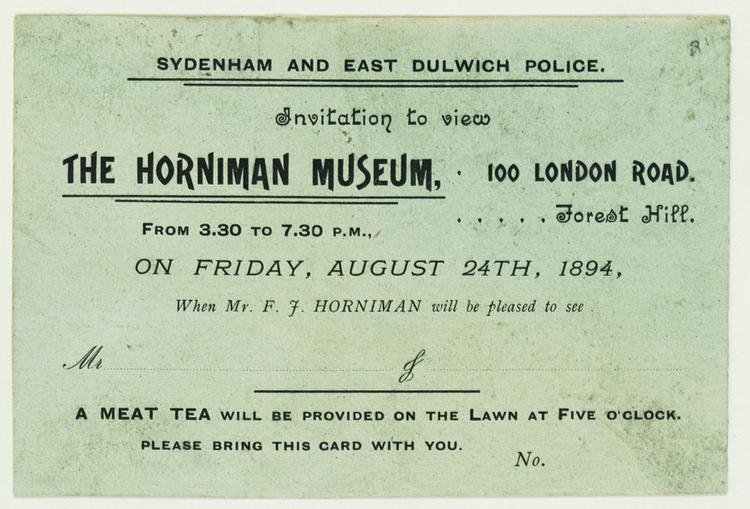 SYDENHAM AND EAST DULWICH POLICE.
Invitation to view
THE HORNIMAN MUSEUM, · 100 LONDON ROAD.
. . . . . Forest Hill.
FROM 3.30 TO 7.30 P.M.,
ON FRIDAY, AUGUST 24TH, 1894,
When Mr. F. J. HORNIMAN will be pleased to see
Mr &
A MEAT TEA WILL BE PROVIDED ON THE LAWN AT FIVE O'CLOCK.
PLEASE BRING THIS CARD WITH YOU.
No.